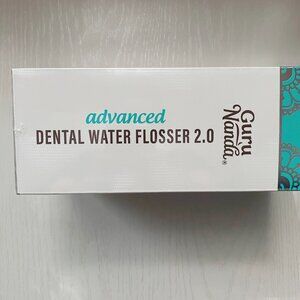 advanced
DENTAL WATER FLOSSER 2.0
Guru
Nanda®